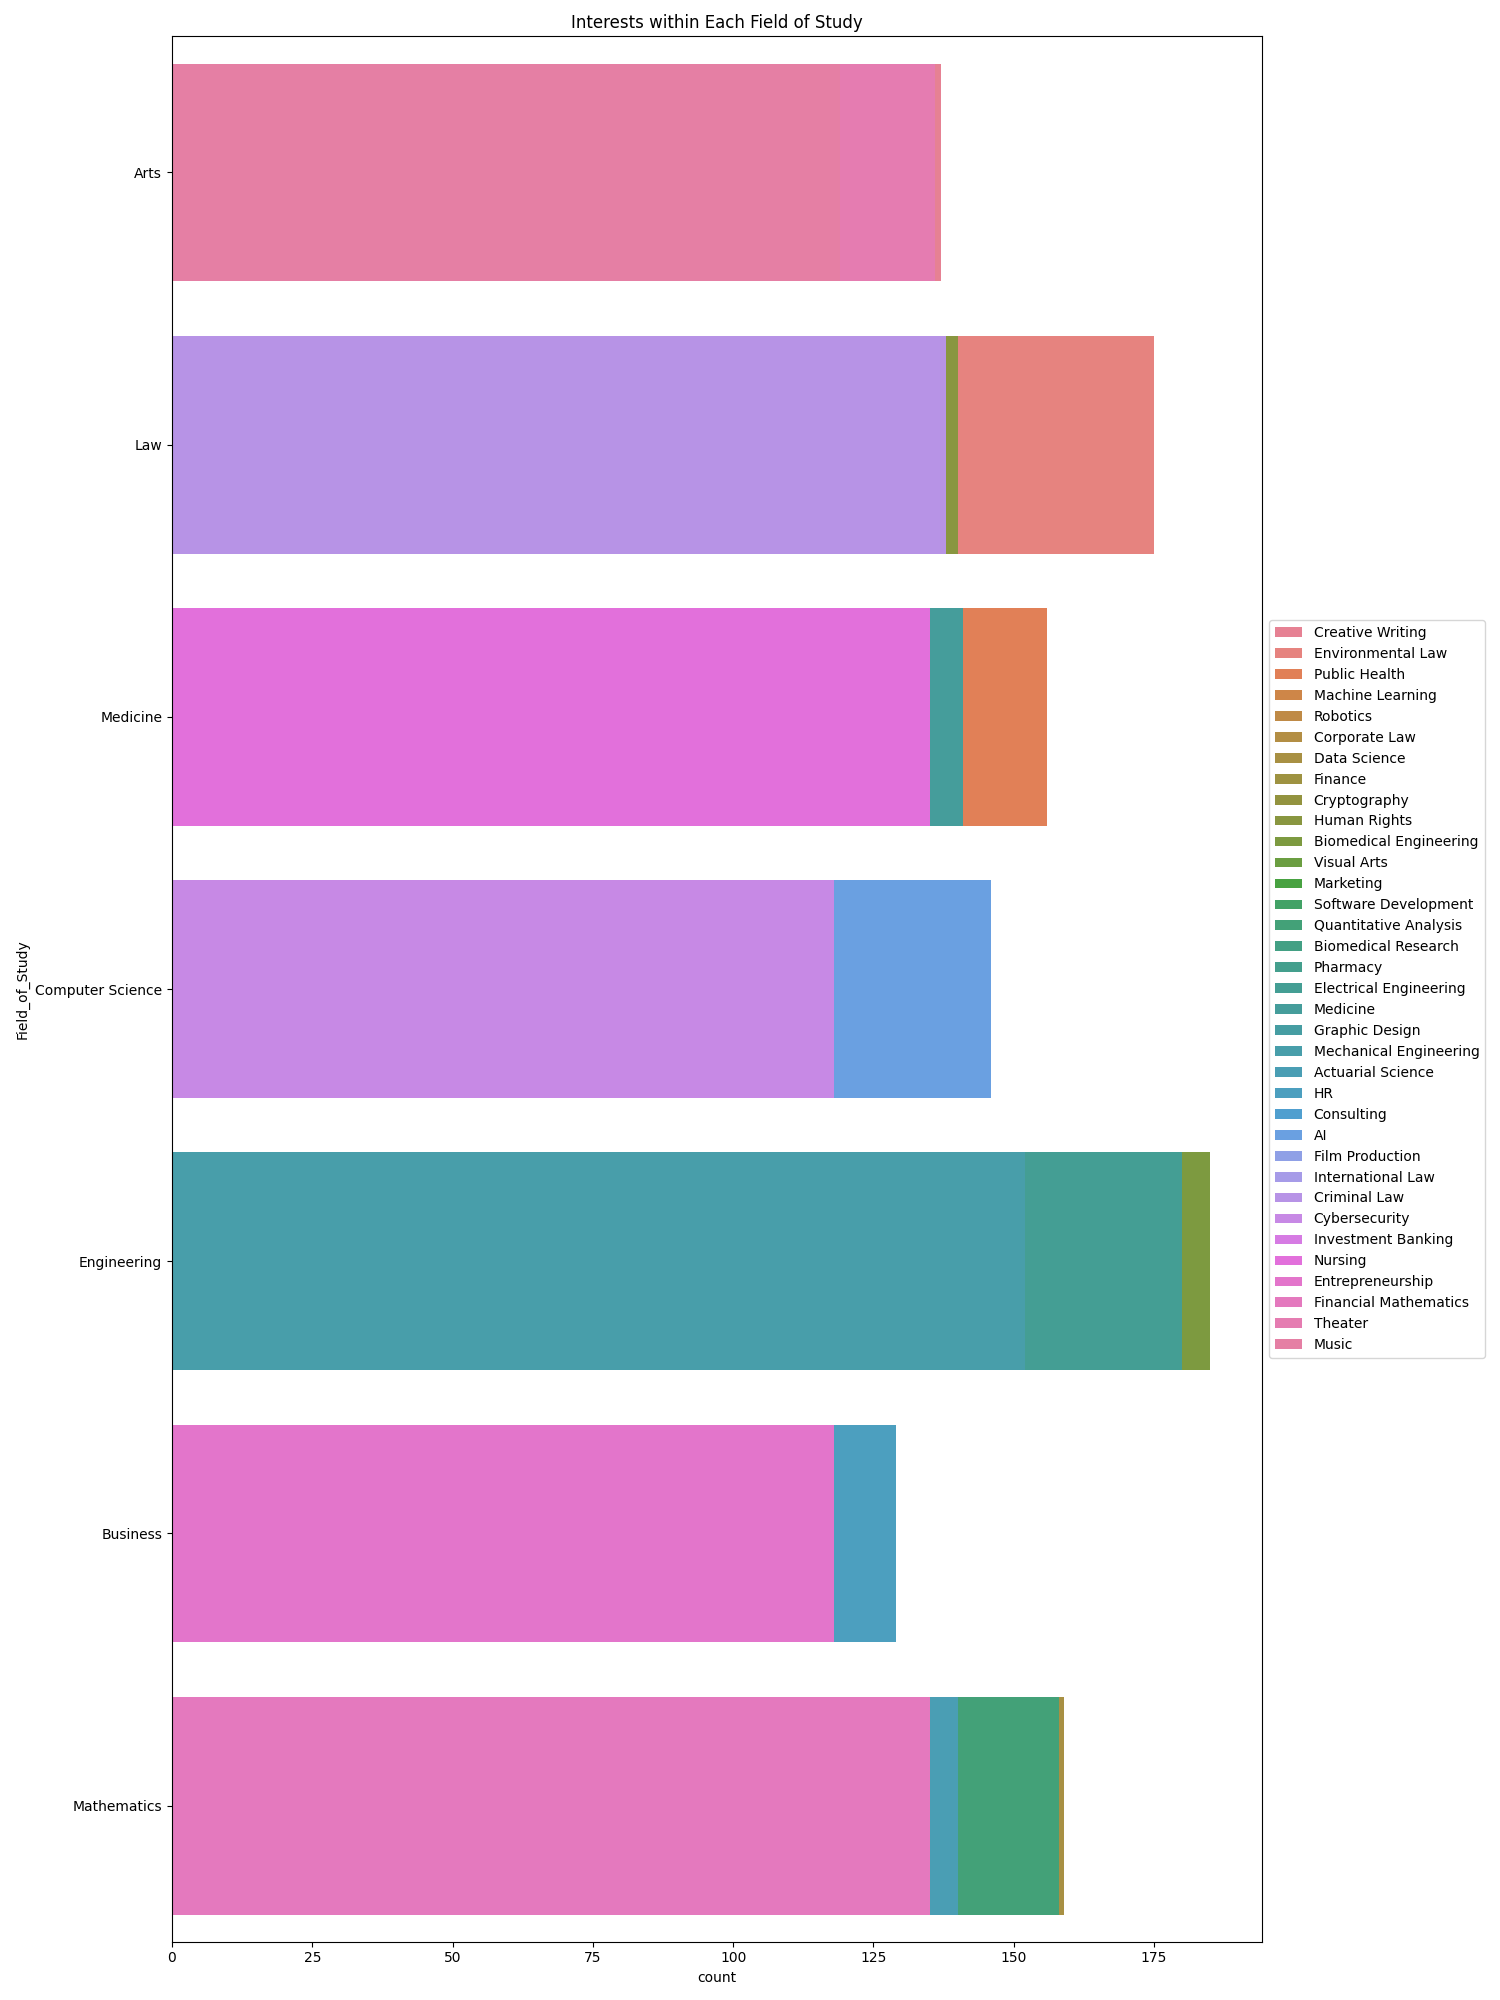 Interests within Each Field of Study
Arts
Law
Medicine
Computer Science
Engineering
Business
Mathematics
Field_of_Study
0 25 50 75 100 125 150 175
count
Creative Writing
Environmental Law
Public Health
Machine Learning
Robotics
Corporate Law
Data Science
Finance
Cryptography
Human Rights
Biomedical Engineering
Visual Arts
Marketing
Software Development
Quantitative Analysis
Biomedical Research
Pharmacy
Electrical Engineering
Medicine
Graphic Design
Mechanical Engineering
Actuarial Science
HR
Consulting
AI
Film Production
International Law
Criminal Law
Cybersecurity
Investment Banking
Nursing
Entrepreneurship
Financial Mathematics
Theater
Music